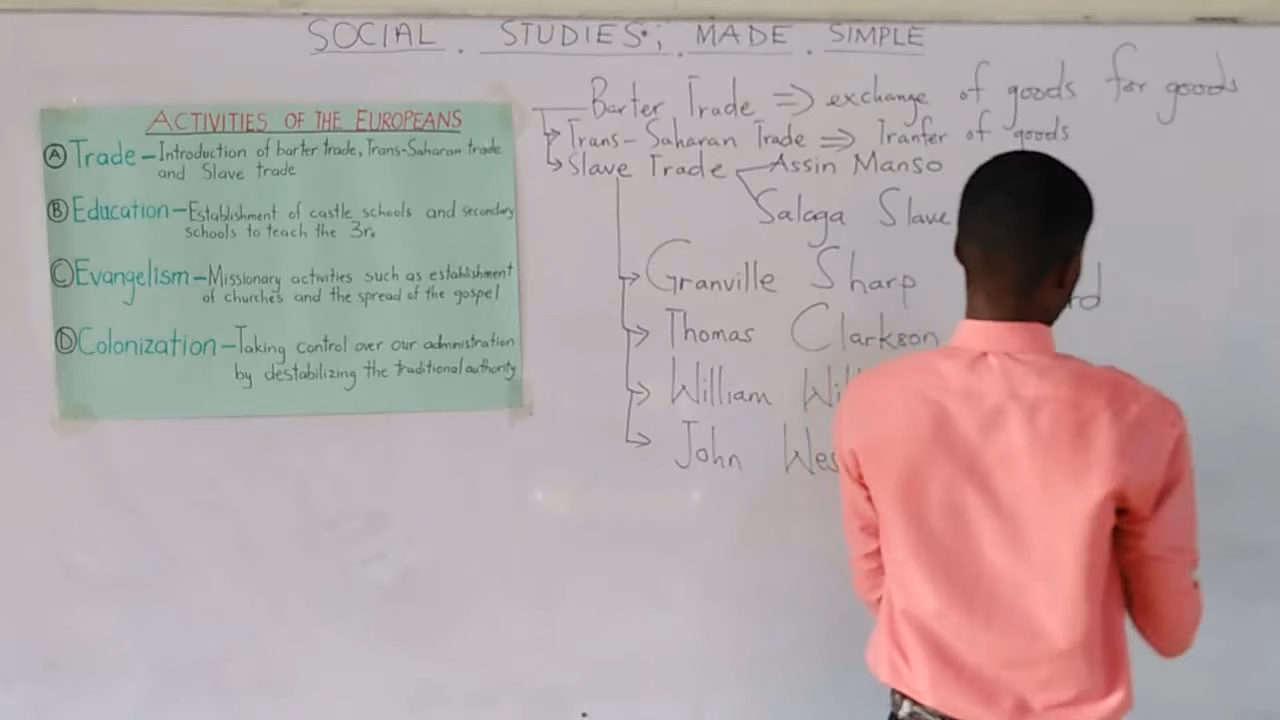 SOCIAL . STUDIES; . MADE . SIMPLE
ACTIVITIES OF THE EUROPEANS
A Trade - Introduction of barter trade, Trans-Saharan trade
and Slave trade
B Education - Establishment of castle schools and secondary
schools to teach the 3rs
C Evangelism - Missionary activities such as establishment
of churches and the spread of the gospel
D Colonization - Taking control over our admnistration
by destabilizing the traditional authority
Barter Trade => exchange of goods for goods
Trans-Saharan Trade => Tranfer of goods
Slave Trade
Assin Manso
Salaga Slave
Granville Sharp
Thomas Clarkson
William
John